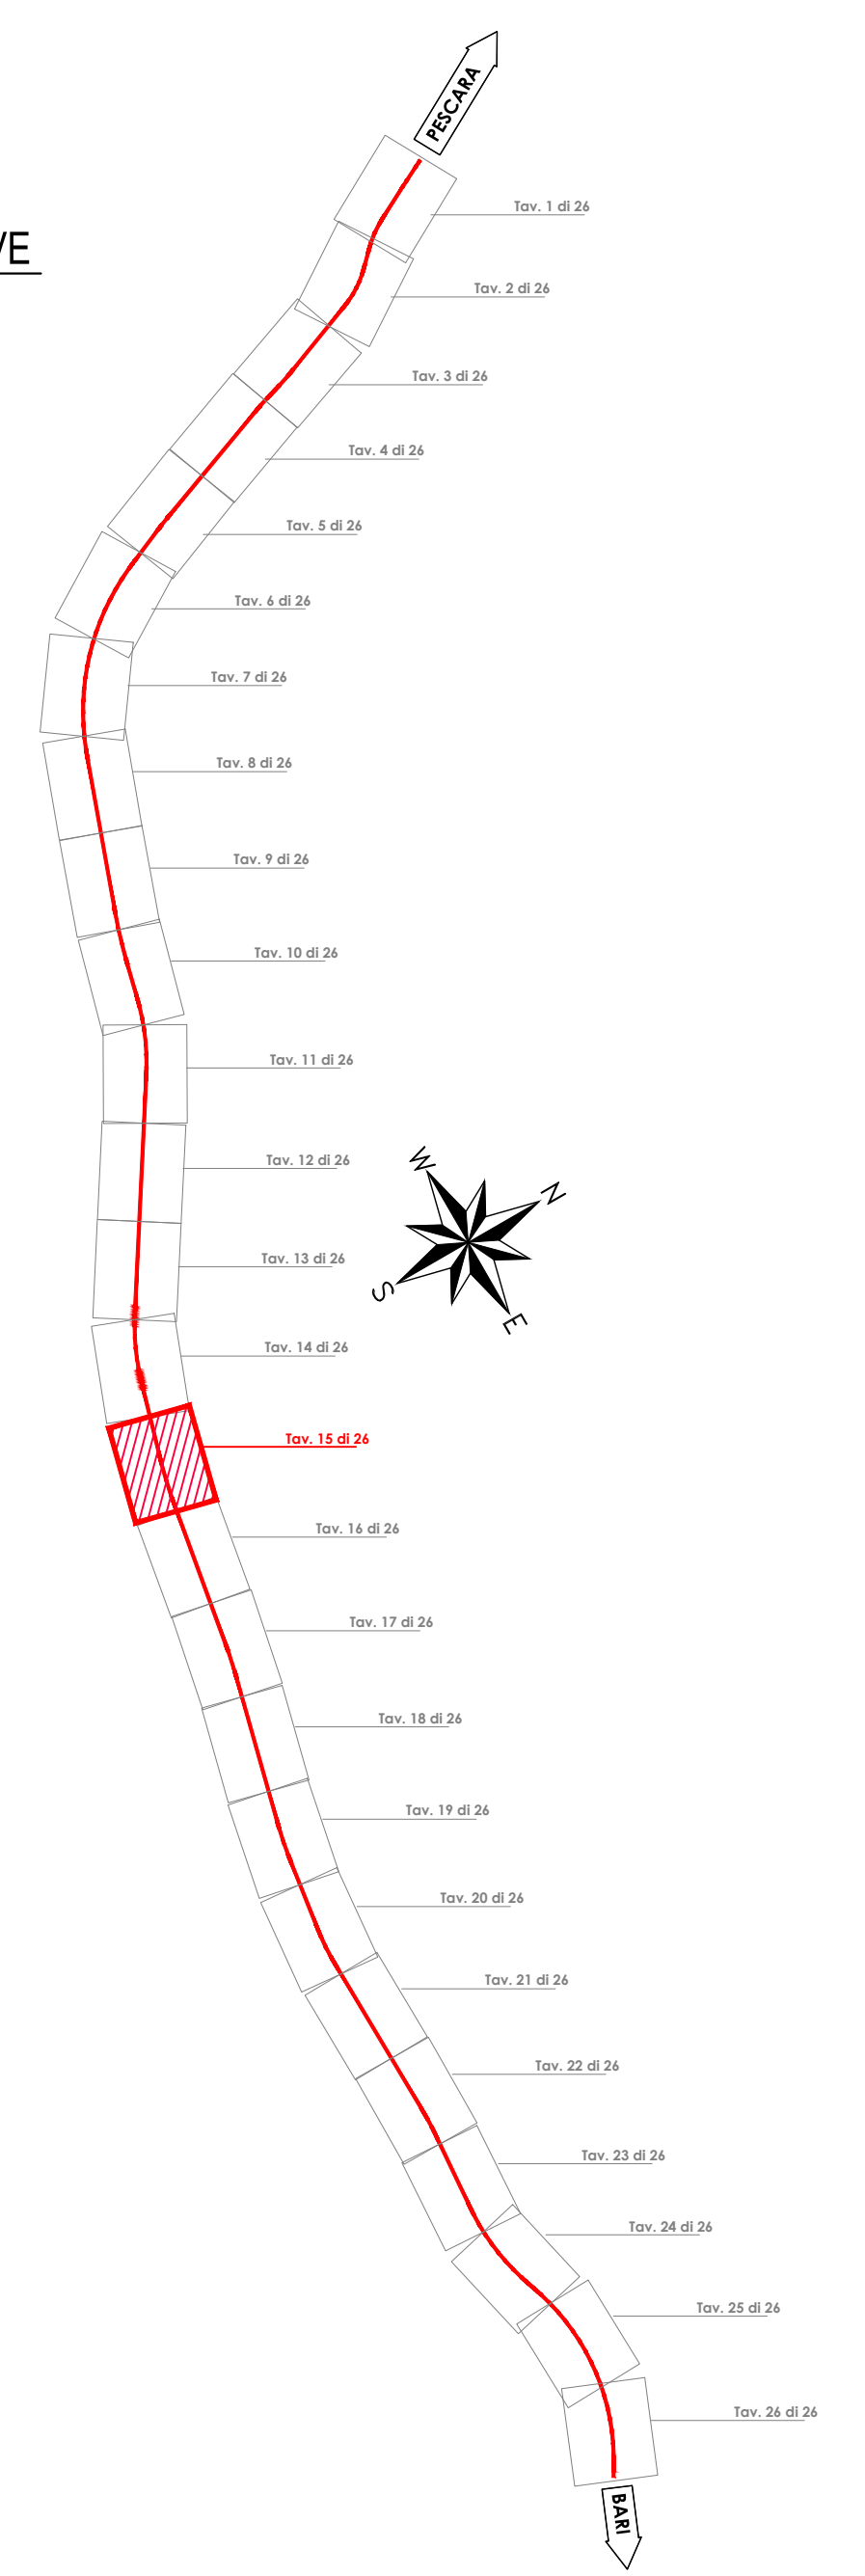 PESCARA
Tav. 1 di 26
VE
Tav. 2 di 26
Tav. 3 di 26
Tav. 4 di 26
Tav. 5 di 26
Tav. 6 di 26
Tav. 7 di 26
Tav. 8 di 26
Tav. 9 di 26
Tav. 10 di 26
Tav. 11 di 26
Tav. 12 di 26
W
N
S
E
Tav. 13 di 26
Tav. 14 di 26
Tav. 15 di 26
Tav. 16 di 26
Tav. 17 di 26
Tav. 18 di 26
Tav. 19 di 26
Tav. 20 di 26
Tav. 21 di 26
Tav. 22 di 26
Tav. 23 di 26
Tav. 24 di 26
Tav. 25 di 26
Tav. 26 di 26
BARI